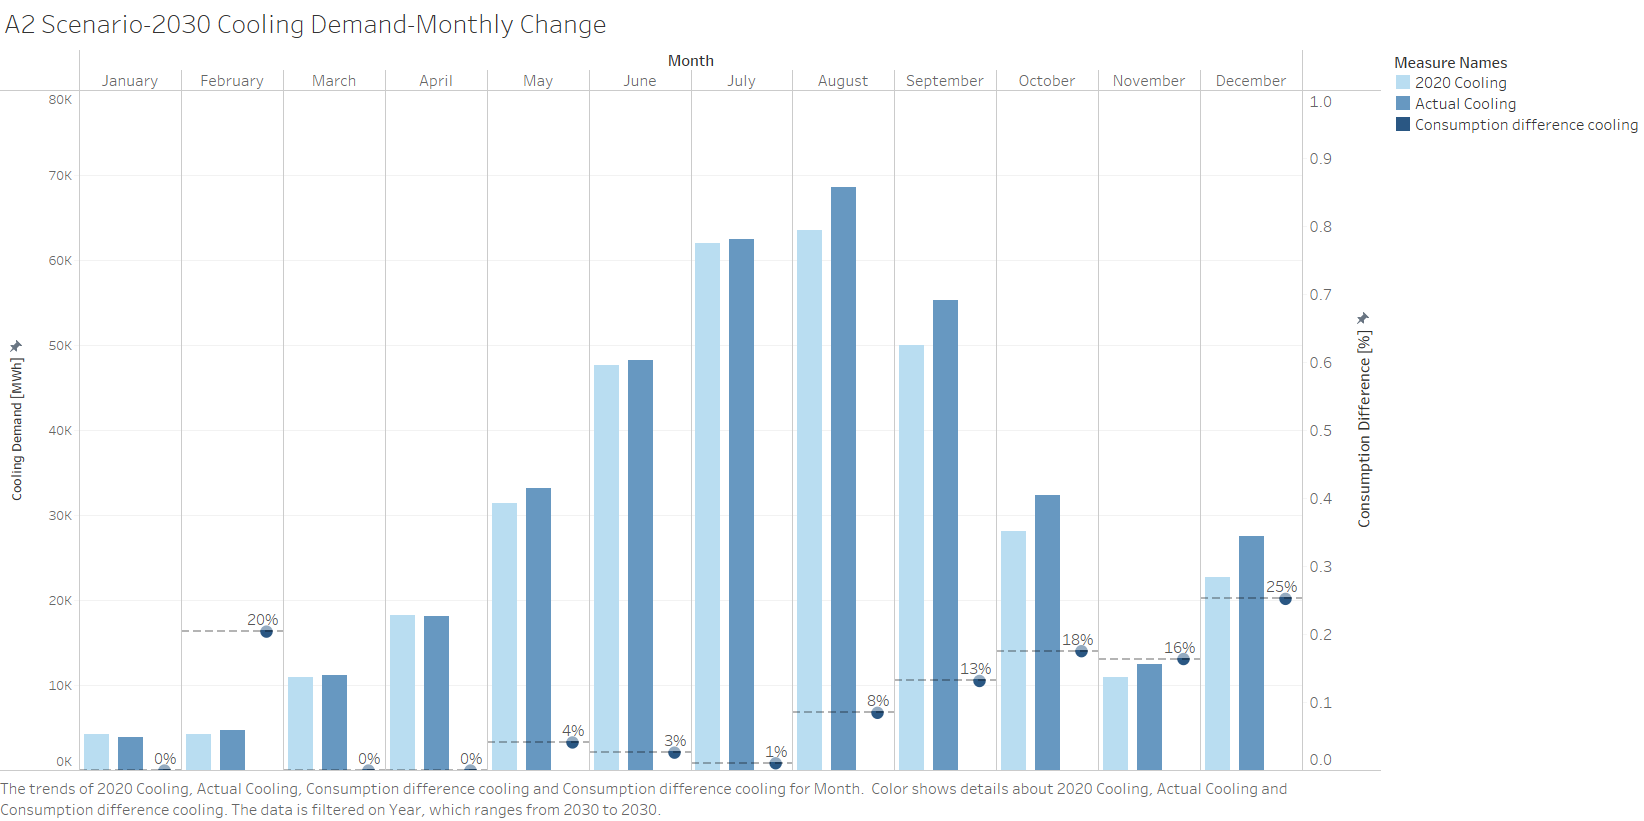 A2 Scenario-2030 Cooling Demand-Monthly Change
Month
January February March April May June July August September October November December
Measure Names
2020 Cooling
Actual Cooling
Consumption difference cooling
Cooling Demand [MWh]
80K
70K
60K
50K
40K
30K
20K
10K
0K
0%
20%
0%
0%
4%
3%
1%
8%
13%
18%
16%
25%
1.0
0.9
0.8
0.7
0.6
0.5
0.4
0.3
0.2
0.1
0.0
Consumption Difference [%]
The trends of 2020 Cooling, Actual Cooling, Consumption difference cooling and Consumption difference cooling for Month. Color shows details about 2020 Cooling, Actual Cooling and
Consumption difference cooling. The data is filtered on Year, which ranges from 2030 to 2030.